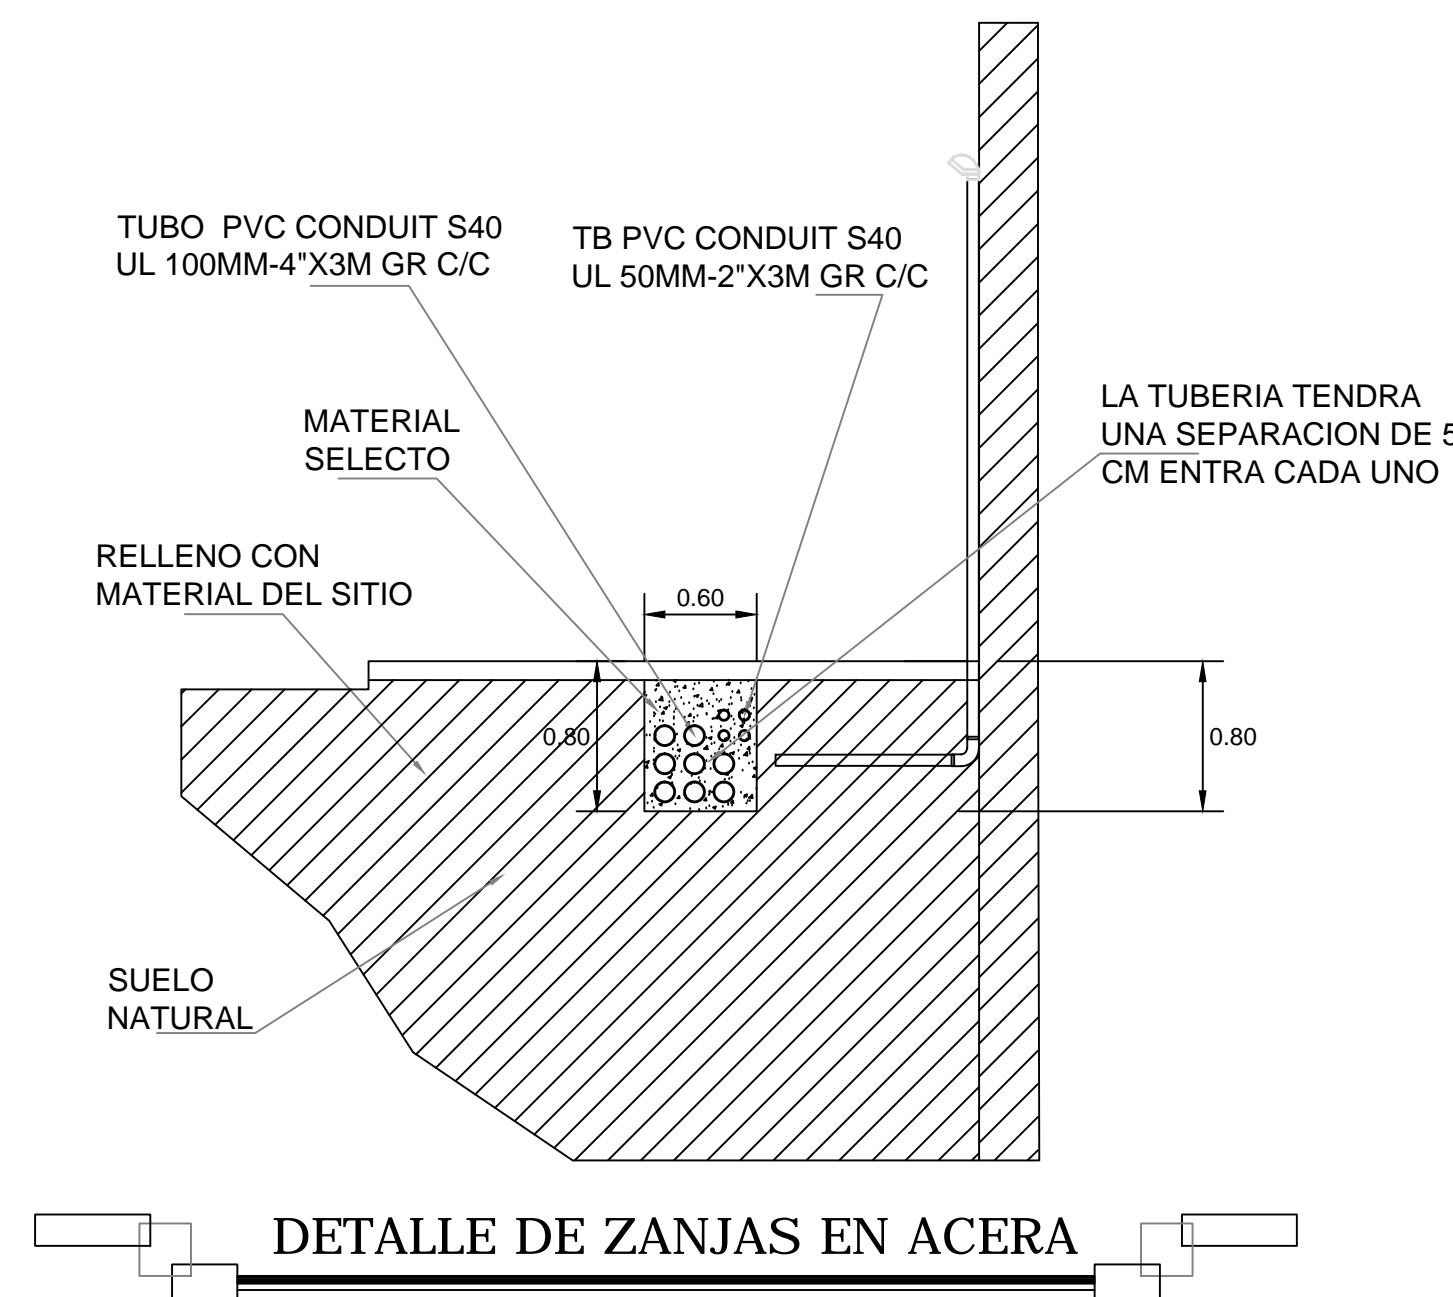 TUBO PVC CONDUIT S40
UL 100MM-4"X3M GR C/C
TB PVC CONDUIT S40
UL 50MM-2"X3M GR C/C
MATERIAL
SELECTO
LA TUBERIA TENDRA
UNA SEPARACION DE 5
CM ENTRA CADA UNO
RELLENO CON
MATERIAL DEL SITIO
0.60
0.80
0.80
SUELO
NATURAL
DETALLE DE ZANJAS EN ACERA